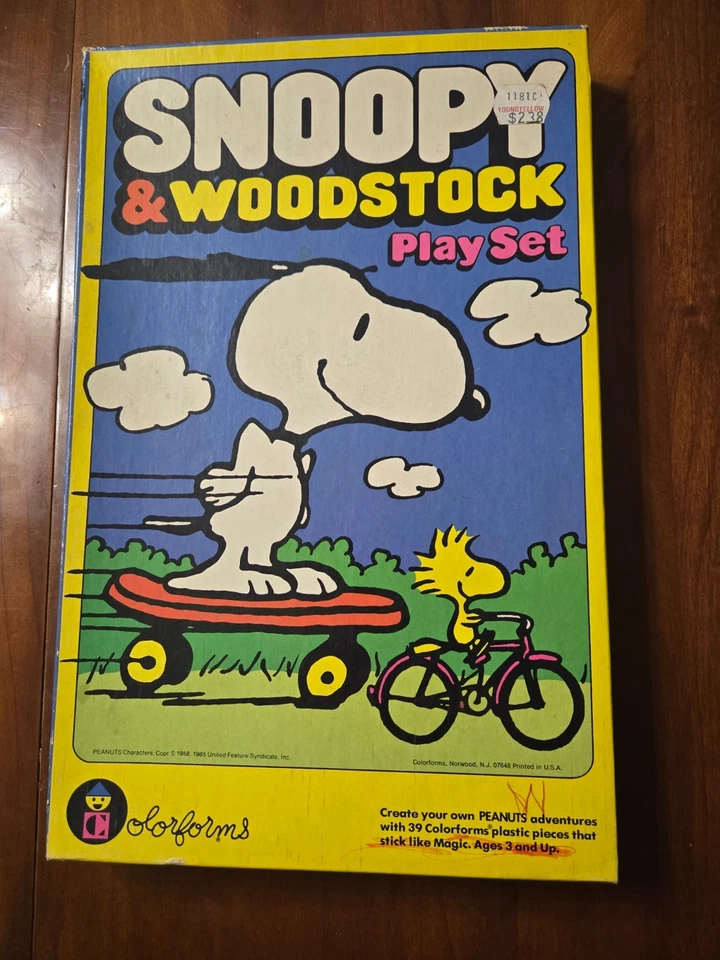 SNOOPY
1181C
YOUNGFELLOW
$2.38
& WOODSTOCK
Play Set
PEANUTS Characters: Copr. © 1958, 1965 United Feature Syndicate, Inc.
Colorforms, Norwood, N.J. 07648 Printed in U.S.A.
Colorforms®
Create your own PEANUTS adventures
with 39 Colorforms® plastic pieces that
stick like Magic. Ages 3 and Up.